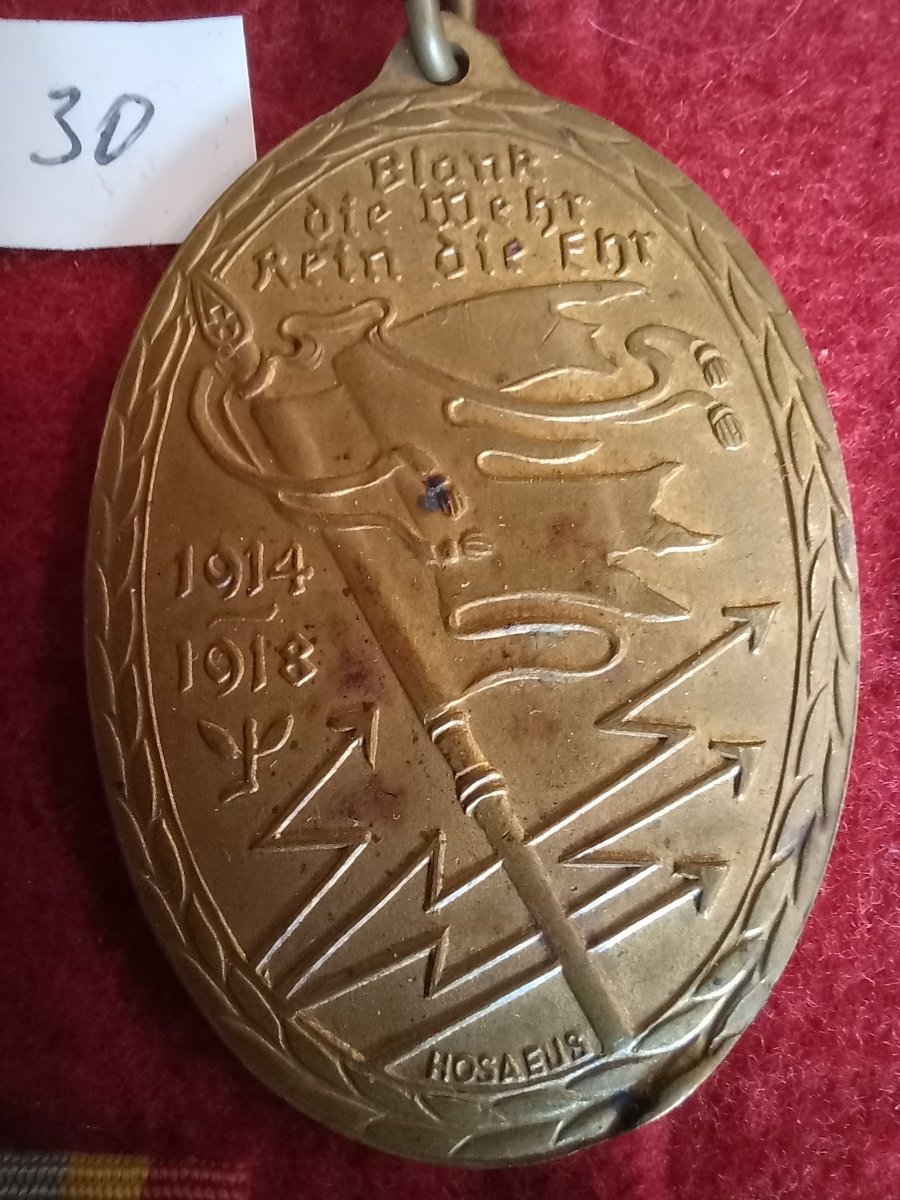 30
Blank
die Wehr
Rein die Ehr
1914
1918
HOSAEUS